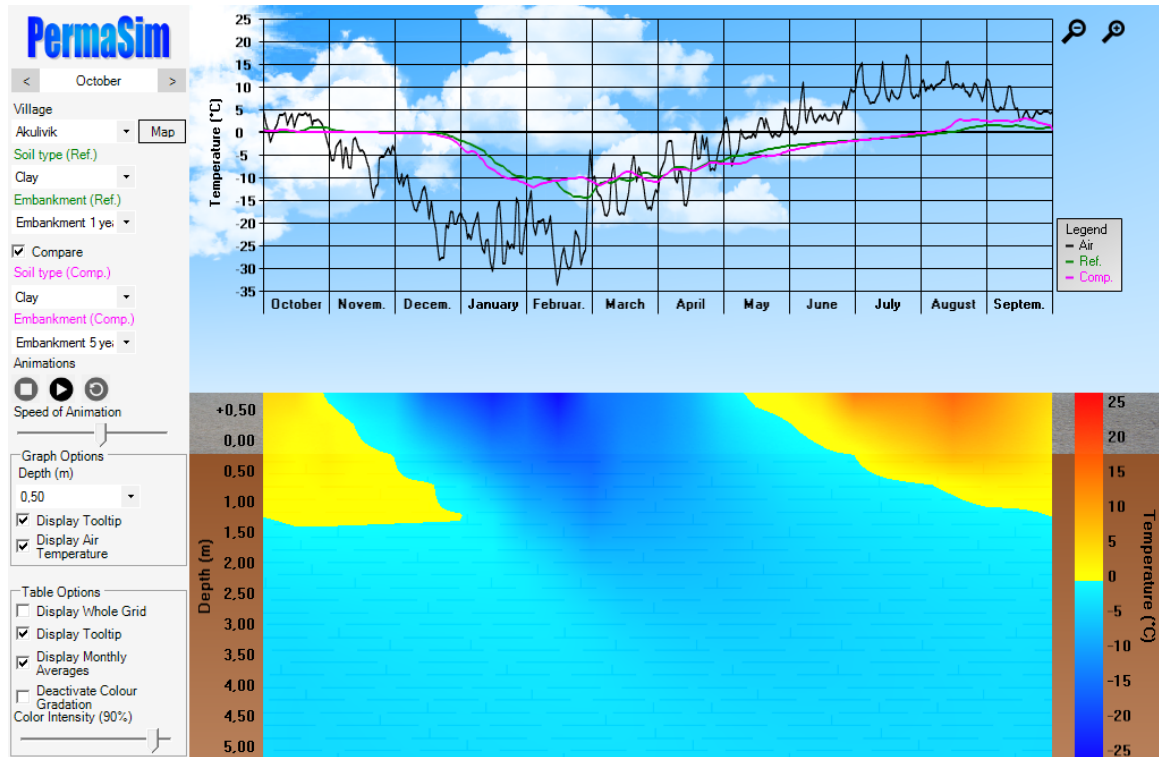 PermaSim
< October >
Village
Akulivik
Map
Soil type (Ref.)
Clay
Embankment (Ref.)
Embankment 1 yea
Compare
Soil type (Comp.)
Clay
Embankment (Comp.)
Embankment 5 yea
Animations
Speed of Animation
Graph Options
Depth (m)
0,50
Display Tooltip
Display Air
Temperature
Table Options
Display Whole Grid
Display Tooltip
Display Monthly
Averages
Deactivate Colour
Gradation
Color Intensity (90%)
Temperature (°C)
25
20
15
10
5
0
-5
-10
-15
-20
-25
-30
-35
October Novem. Decem. January Februar. March April May June July August Septem.
Legend
Air
Ref.
Comp.
Depth (m)
+0,50
0,00
0,50
1,00
1,50
2,00
2,50
3,00
3,50
4,00
4,50
5,00
25
20
15
10
5
0
-5
-10
-15
-20
-25
Temperature (°C)